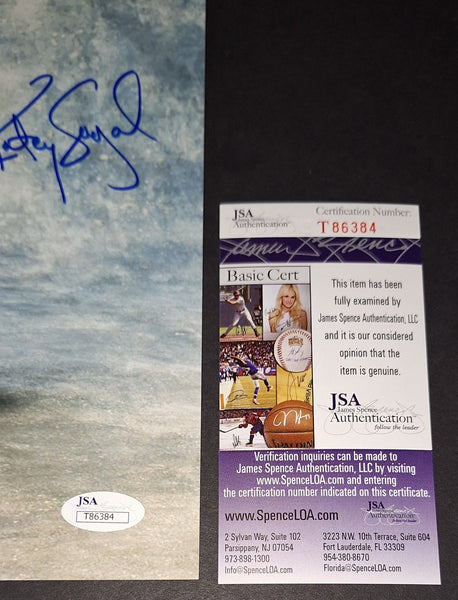 Katey Sagal
JSA
T86384
JSA
Authentication
Certification Number:
T86384
Basic Cert
SPALDING
This item has been
fully examined by
James Spence Authentication, LLC
and it is our considered
opinion that the
item is genuine.
JSA
James Spence
Authentication
follow the leader
Verification inquiries can be made to
James Spence Authentication, LLC by visiting
www.SpenceLOA.com and entering
the certification number indicated on this certificate.
www.SpenceLOA.com
JSA
Authentication
2 Sylvan Way, Suite 102
Parsippany, NJ 07054
973-898-1300
Info@SpenceLOA.com
3223 N.W. 10th Terrace, Suite 604
Fort Lauderdale, FL 33309
954-380-8670
Florida@SpenceLOA.com